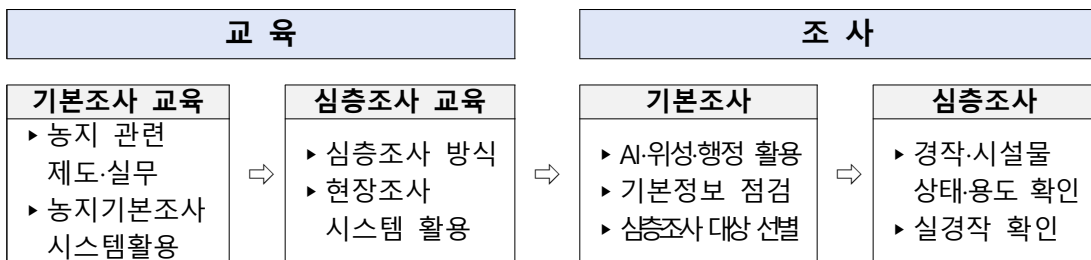 교 육
조 사
기본조사 교육
▸ 농지 관련
제도·실무
▸ 농지기본조사
시스템활용
⇨
심층조사 교육
▸ 심층조사 방식
▸ 현장조사
시스템 활용
⇨
기본조사
▸ AI·위성·행정 활용
▸ 기본정보 점검
▸ 심층조사 대상 선별
⇨
심층조사
▸ 경작·시설물
상태·용도 확인
▸ 실경작 확인